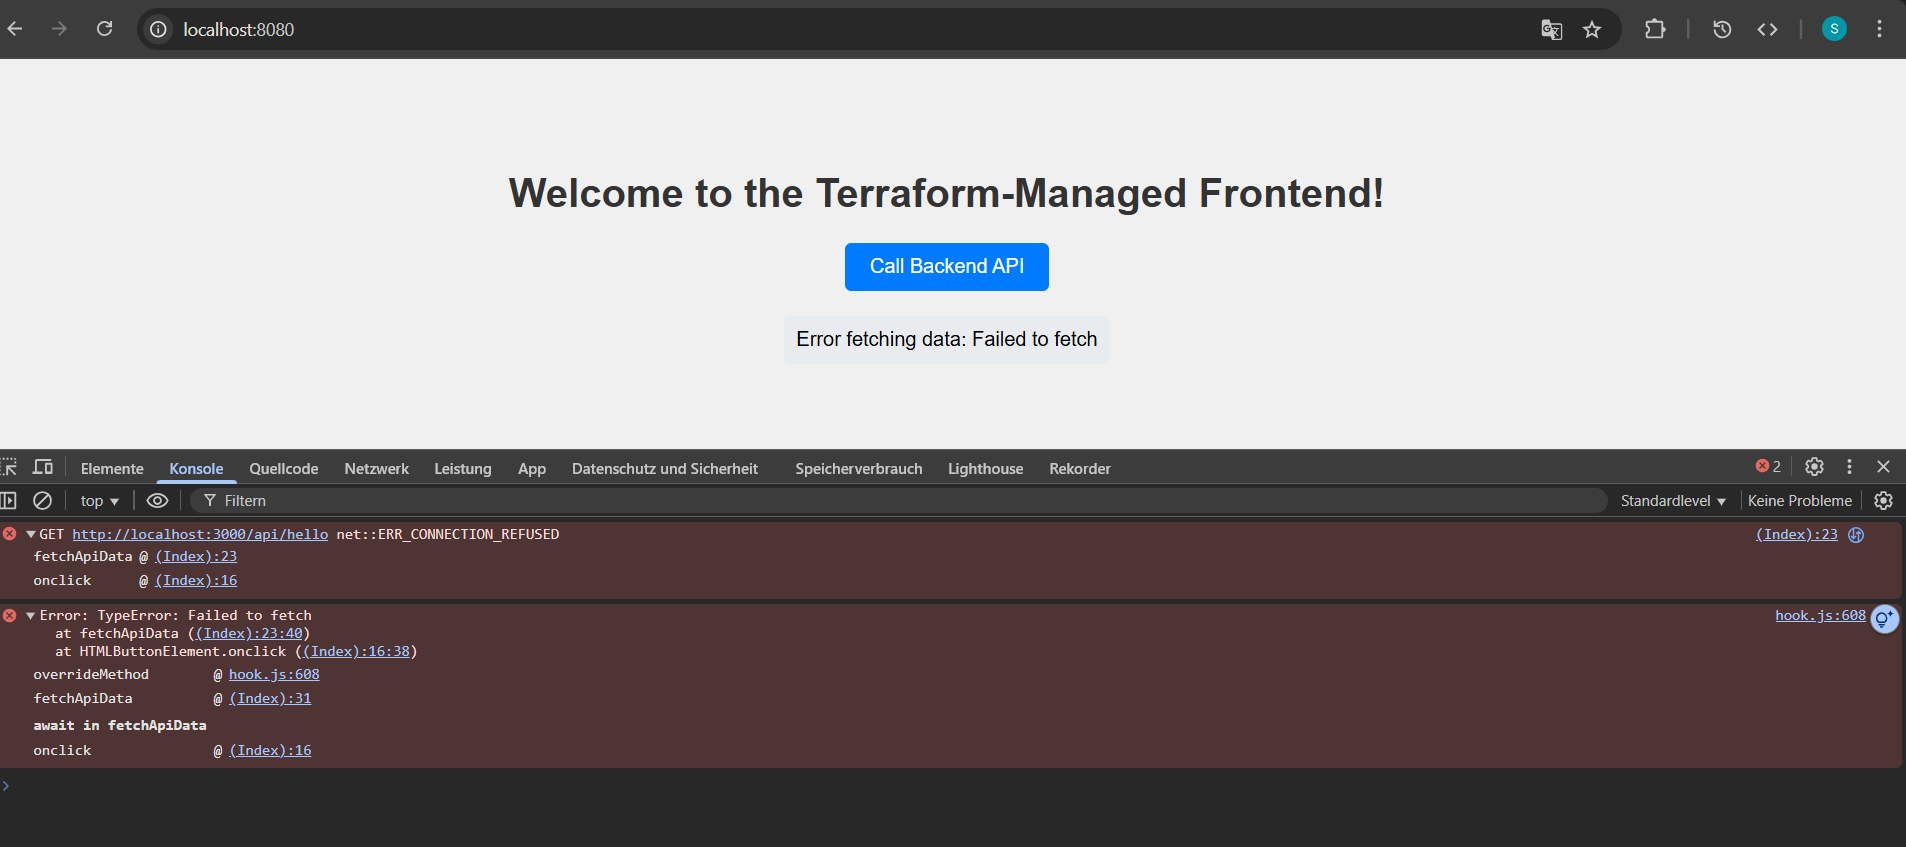 localhost:8080
S
Welcome to the Terraform-Managed Frontend!
Call Backend API
Error fetching data: Failed to fetch
Elemente Konsole Quellcode Netzwerk Leistung App Datenschutz und Sicherheit Speicherverbrauch Lighthouse Rekorder 2
top Filtern Standardlevel Keine Probleme
GET http://localhost:3000/api/hello net::ERR_CONNECTION_REFUSED (Index):23
fetchApiData @ (Index):23
onclick @ (Index):16
Error: TypeError: Failed to fetch hook.js:608
at fetchApiData ((Index):23:40)
at HTMLButtonElement.onclick ((Index):16:38)
overrideMethod @ hook.js:608
fetchApiData @ (Index):31
await in fetchApiData
onclick @ (Index):16